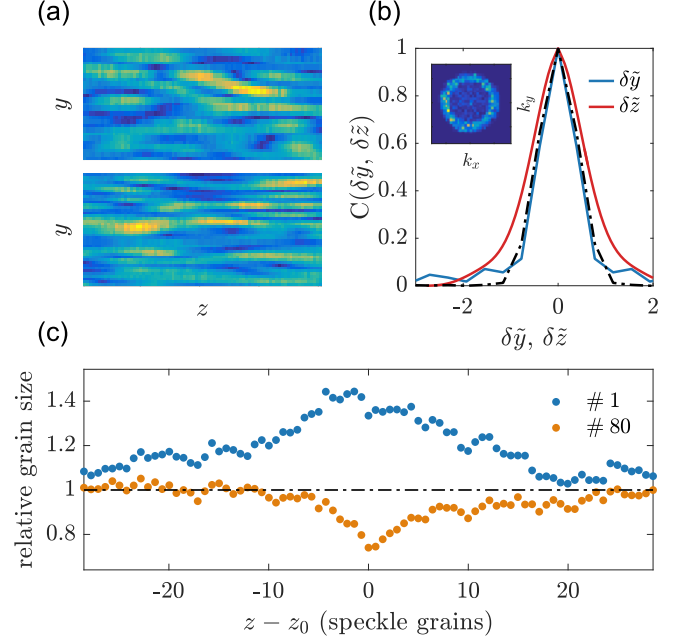 (a)
y
y
z
(b)
1
0.8
0.6
0.4
0.2
0
C(δỹ, δz̃)
k_y
k_x
δỹ
δz̃
-2
0
2
δỹ, δz̃
(c)
relative grain size
1.4
1.2
1
0.8
# 1
# 80
-20
-10
0
10
20
z − z₀ (speckle grains)